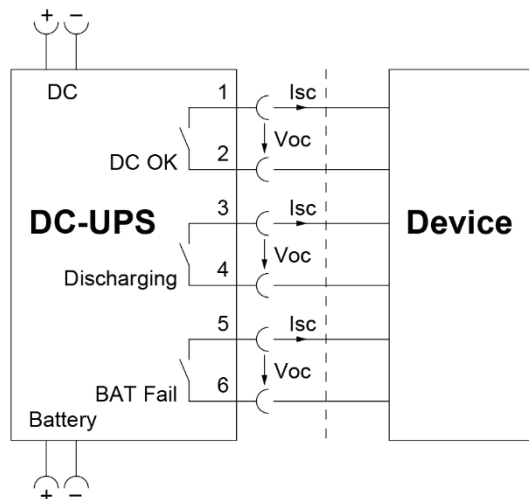 + −
DC
1 Isc
Voc
2
DC OK
DC-UPS
Device
3 Isc
Voc
4
Discharging
5 Isc
Voc
6
BAT Fail
Battery
+ −